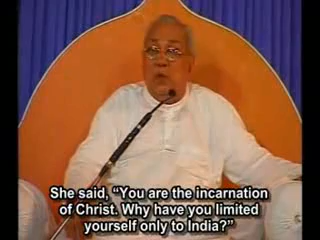 She said, “You are the incarnation
of Christ. Why have you limited
yourself only to India?”